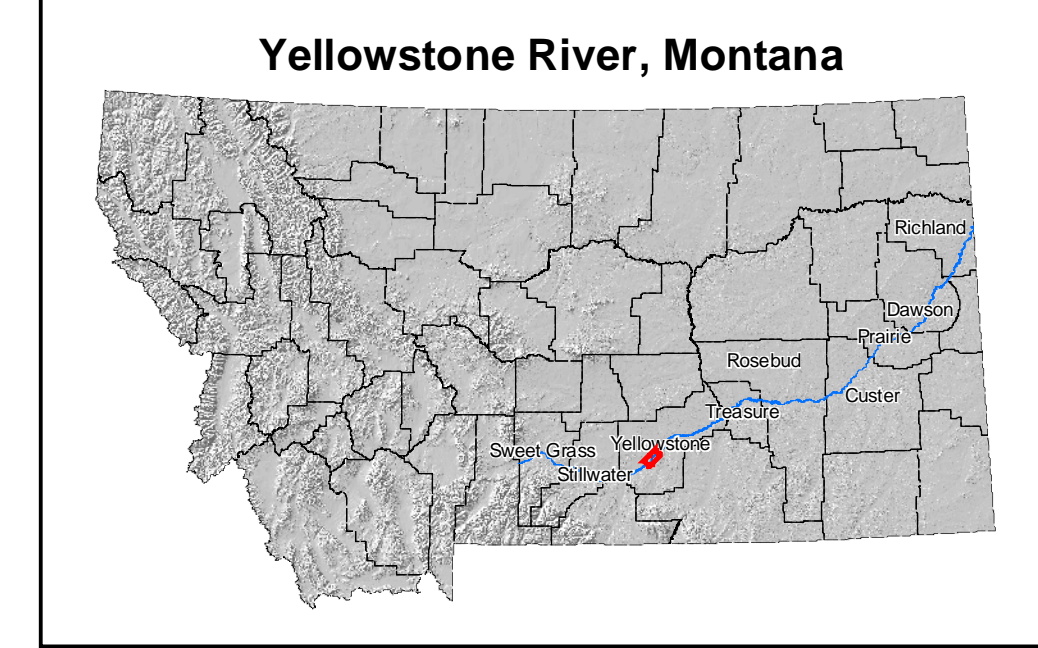 Yellowstone River, Montana
Richland
Dawson
Prairie
Rosebud
Custer
Treasure
Yellowstone
Sweet Grass
Stillwater